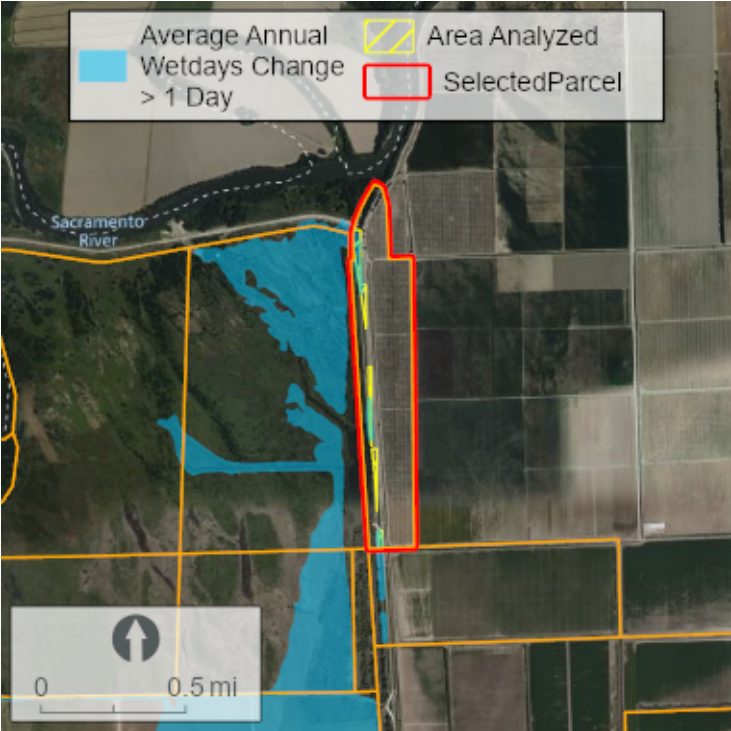 Average Annual
Wetdays Change
> 1 Day
Area Analyzed
SelectedParcel
Sacramento
River
0 0.5 mi